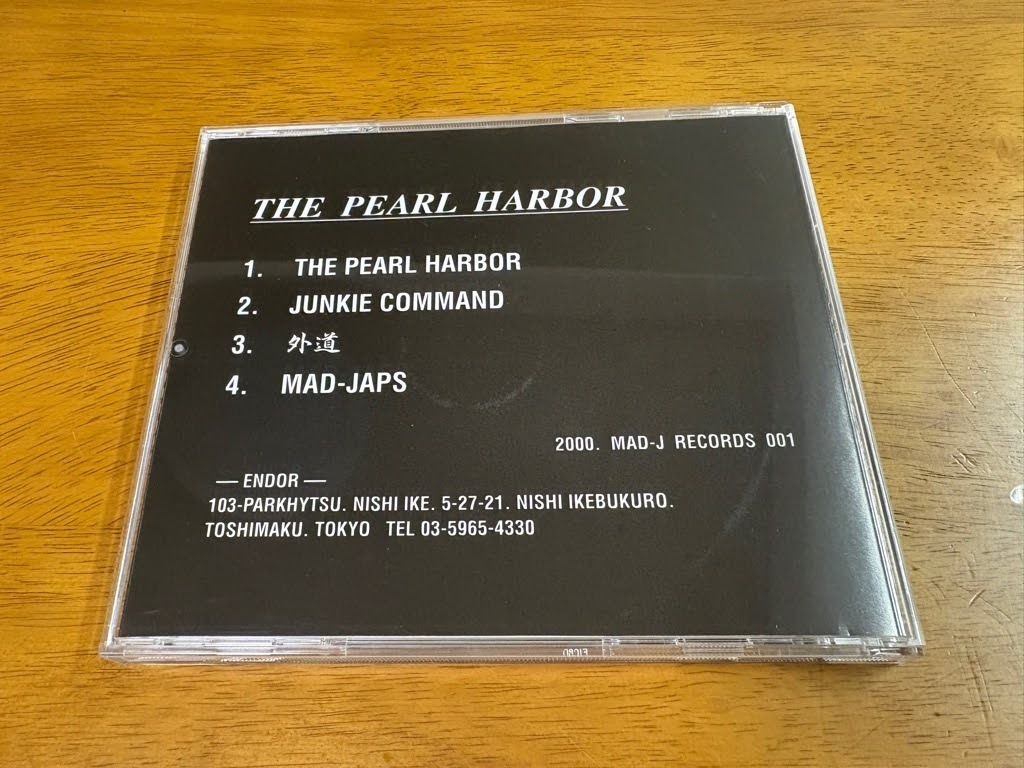 THE PEARL HARBOR
1. THE PEARL HARBOR
2. JUNKIE COMMAND
3. 外道
4. MAD-JAPS
2000. MAD-J RECORDS 001
— ENDOR —
103-PARKHYTSU. NISHI IKE. 5-27-21. NISHI IKEBUKURO.
TOSHIMAKU. TOKYO TEL 03-5965-4330